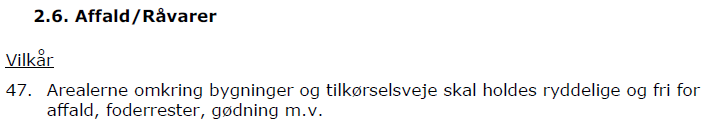 2.6. Affald/Råvarer
Vilkår
47. Arealerne omkring bygninger og tilkørselsveje skal holdes ryddelige og fri for
affald, foderrester, gødning m.v.